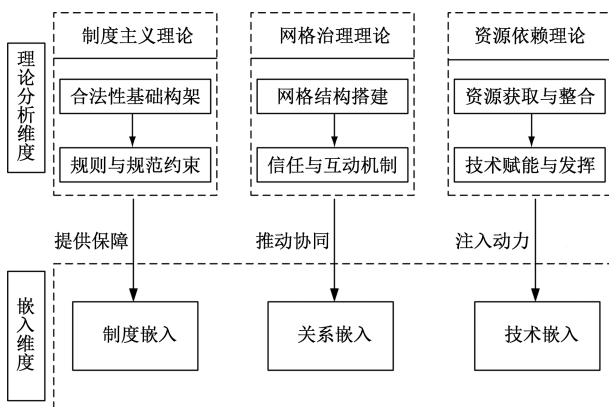 理论分析维度
制度主义理论
网格治理理论
资源依赖理论
合法性基础构架
网格结构搭建
资源获取与整合
规则与规范约束
信任与互动机制
技术赋能与发挥
提供保障
推动协同
注入动力
嵌入维度
制度嵌入
关系嵌入
技术嵌入